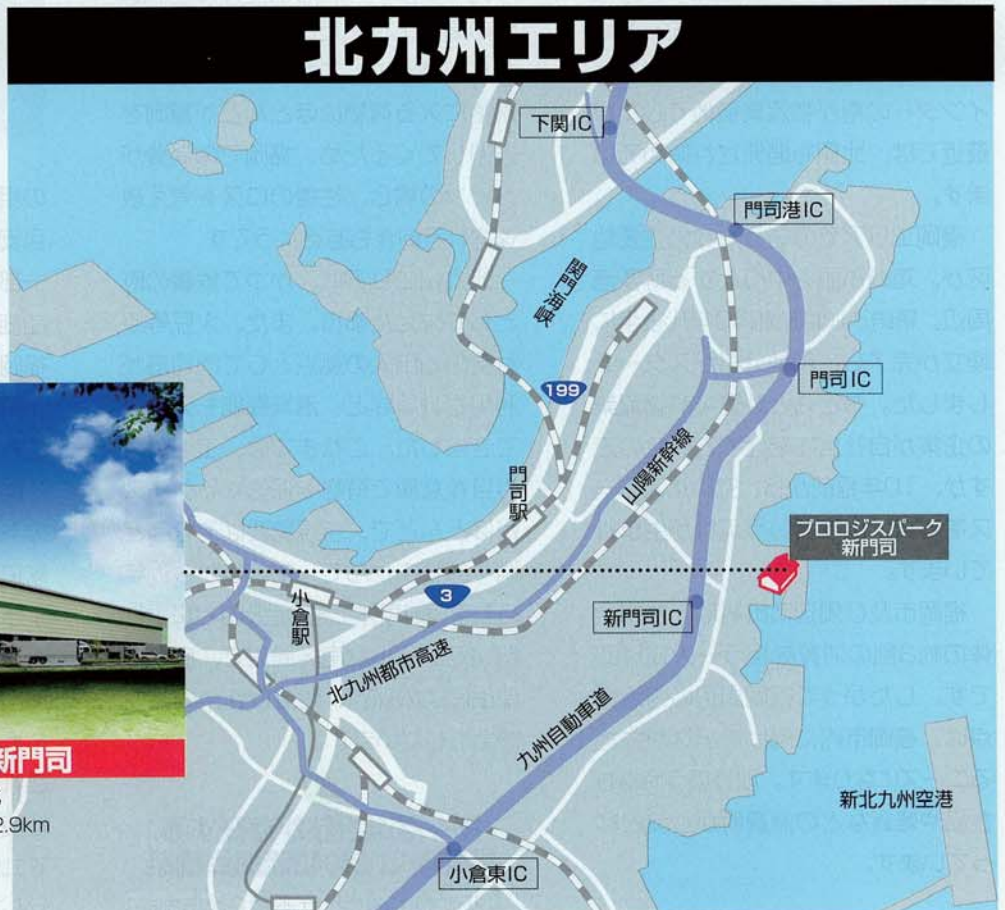 北九州エリア
下関IC
門司港IC
関門海峡
199
門司IC
山陽新幹線
門司駅
プロロジスパーク
新門司
小倉駅
3
新門司IC
北九州都市高速
九州自動車道
新門司
2.9km
新北九州空港
小倉東IC